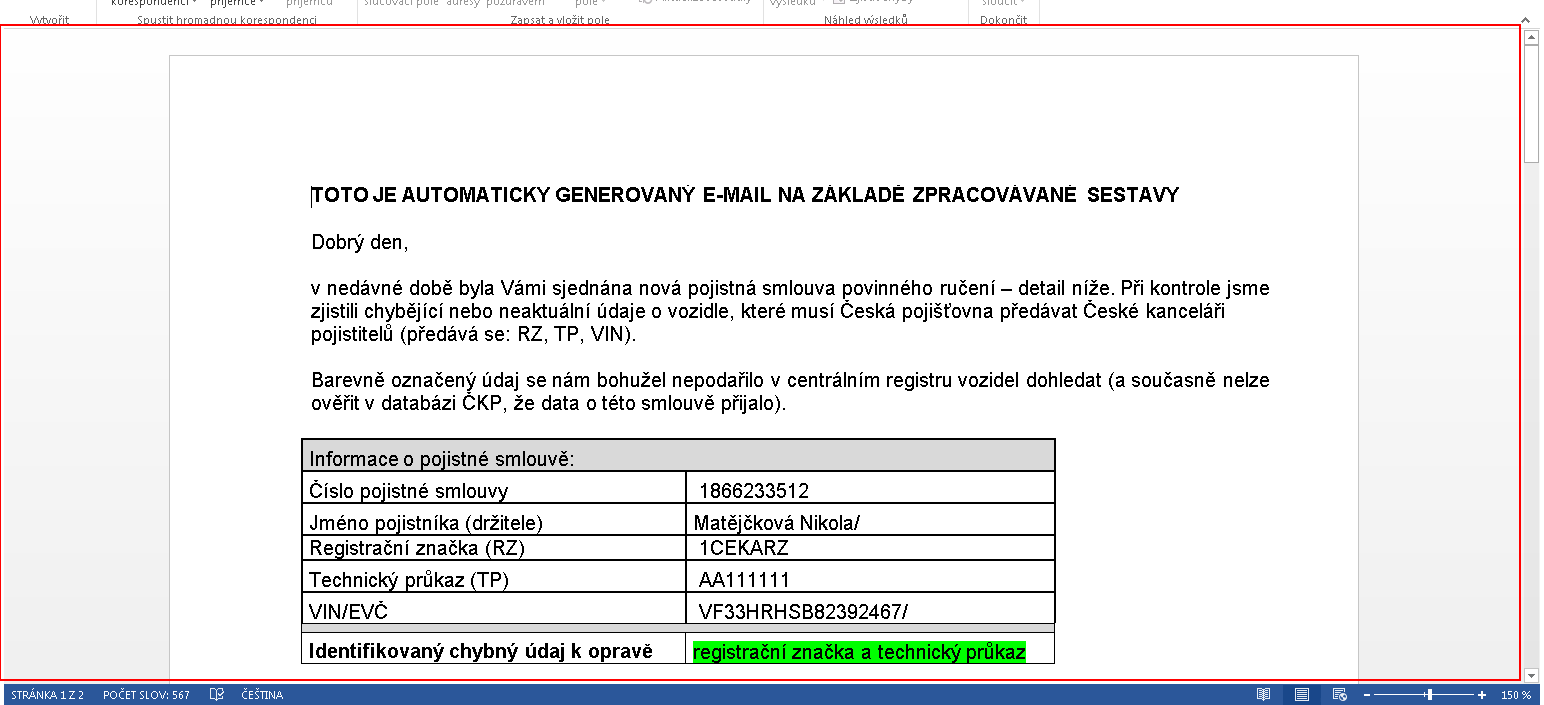 korespondenci příjemce příjemců slučovací pole adresy pozdravem pole výsledků sloučit
Vytvořit Spustit hromadnou korespondenci Zapsat a vložit pole Náhled výsledků Dokončit
TOTO JE AUTOMATICKY GENEROVANÝ E-MAIL NA ZÁKLADĚ ZPRACOVÁVANÉ SESTAVY
Dobrý den,
v nedávné době byla Vámi sjednána nová pojistná smlouva povinného ručení – detail níže. Při kontrole jsme
zjistili chybějící nebo neaktuální údaje o vozidle, které musí Česká pojišťovna předávat České kanceláři
pojistitelů (předává se: RZ, TP, VIN).
Barevně označený údaj se nám bohužel nepodařilo v centrálním registru vozidel dohledat (a současně nelze
ověřit v databázi ČKP, že data o této smlouvě přijalo).
Informace o pojistné smlouvě:
Číslo pojistné smlouvy 1866233512
Jméno pojistníka (držitele) Matějčková Nikola/
Registrační značka (RZ) 1CEKARZ
Technický průkaz (TP) AA111111
VIN/EVČ VF33HRHSB82392467/
Identifikovaný chybný údaj k opravě registrační značka a technický průkaz
STRÁNKA 1 Z 2 POČET SLOV: 567 ČEŠTINA 150 %